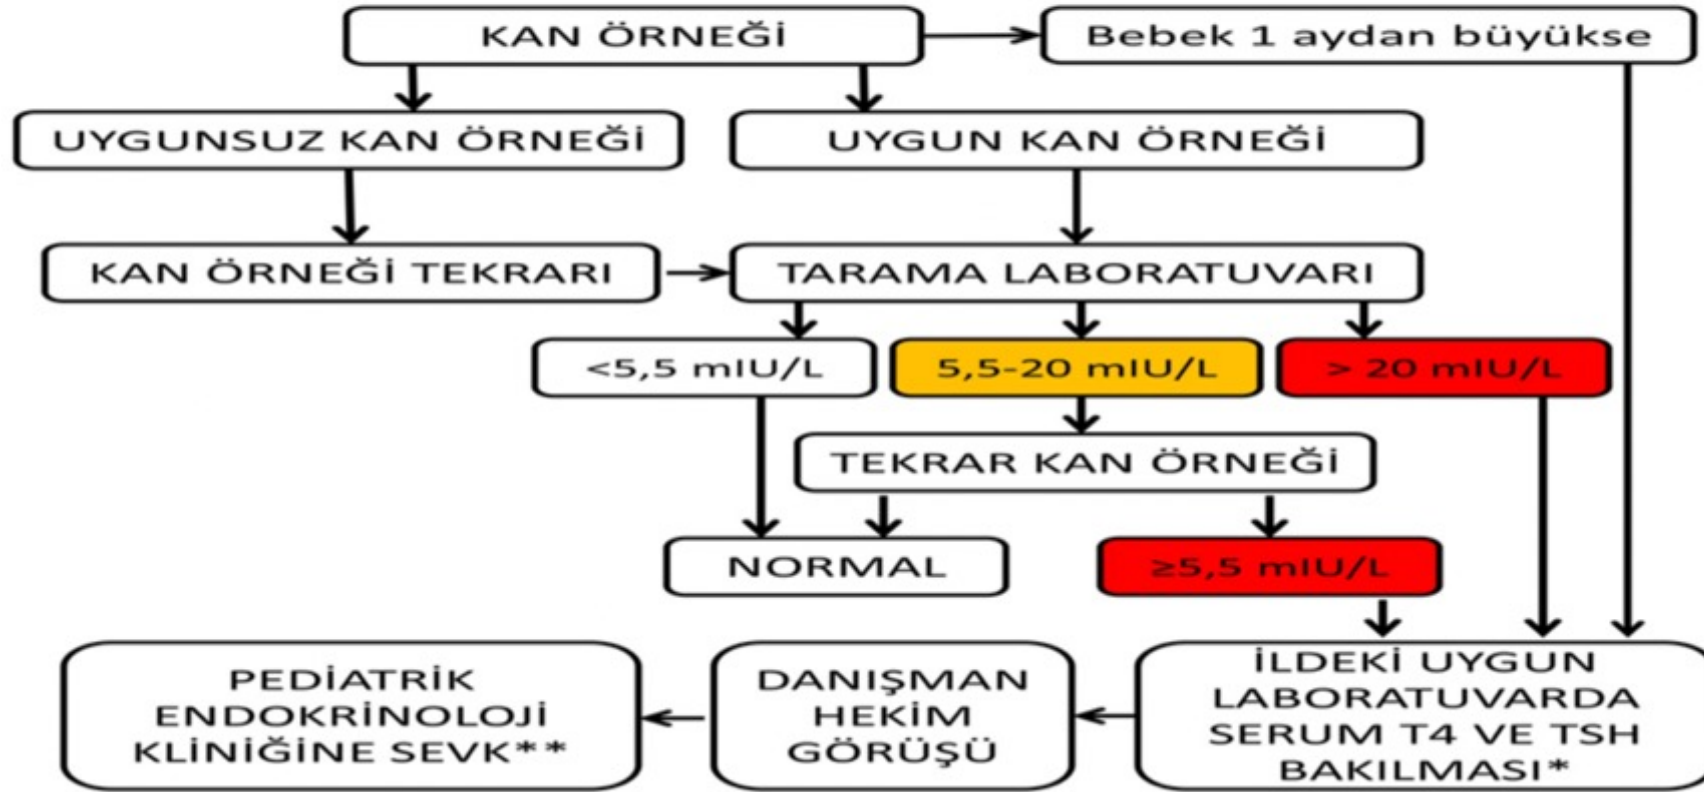 KAN ÖRNEĞİ
Bebek 1 aydan büyükse
UYGUNSUZ KAN ÖRNEĞİ
UYGUN KAN ÖRNEĞİ
KAN ÖRNEĞİ TEKRARI
TARAMA LABORATUVARI
<5,5 mIU/L
5,5-20 mIU/L
> 20 mIU/L
TEKRAR KAN ÖRNEĞİ
NORMAL
≥5,5 mIU/L
PEDİATRİK
ENDOKRİNOLOJİ
KLİNİĞİNE SEVK**
DANIŞMAN
HEKİM
GÖRÜŞÜ
İLDEKİ UYGUN
LABORATUVARDA
SERUM T4 VE TSH
BAKILMASI*